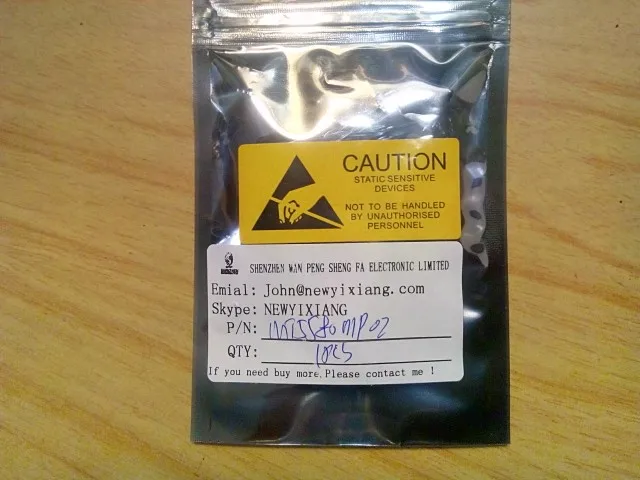 CAUTION
STATIC SENSITIVE
DEVICES
NOT TO BE HANDLED
BY UNAUTHORISED
PERSONNEL
SHENZHEN WAN PENG SHENG FA ELECTRONIC LIMITED
Emial: John@newyixiang.com
Skype: NEWYIXIANG
P/N:
QTY:
If you need buy more,Please contact me !